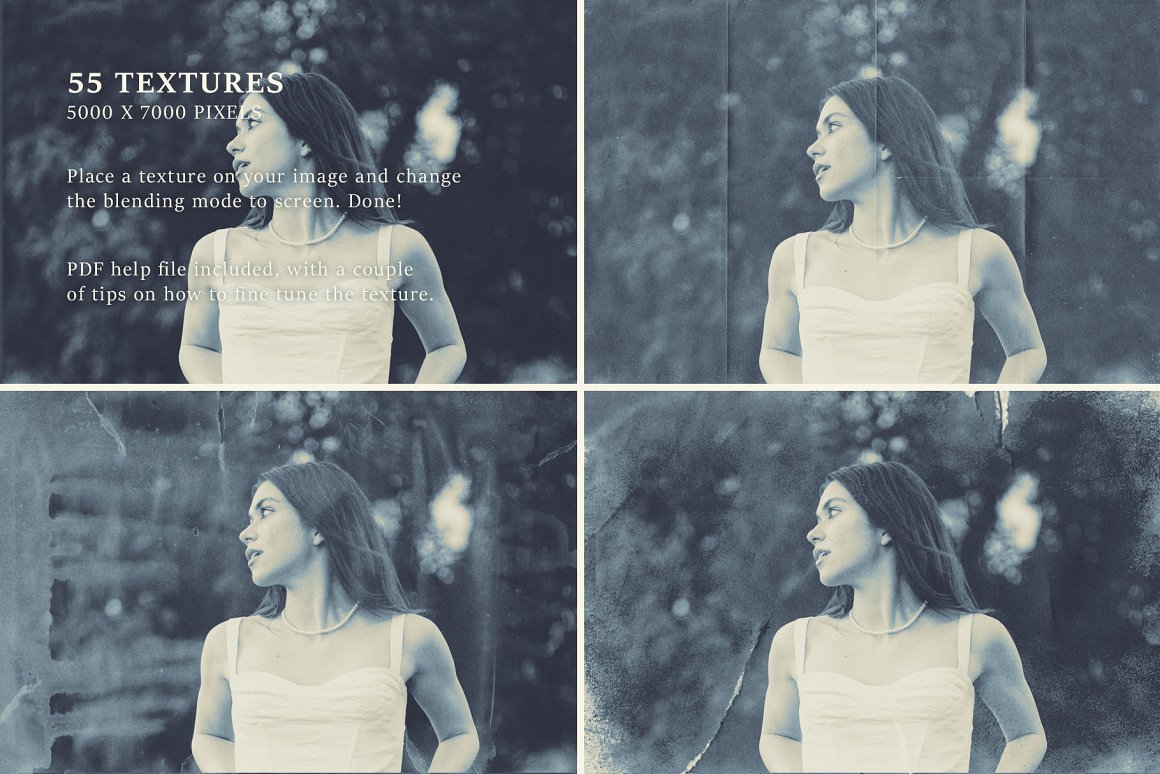 55 TEXTURES
5000 X 7000 PIXELS
Place a texture on your image and change
the blending mode to screen. Done!
PDF help file included, with a couple
of tips on how to fine tune the texture.